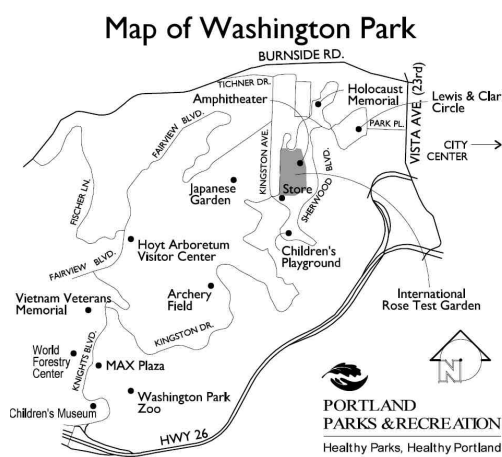 Map of Washington Park
BURNSIDE RD.
TICHNER DR.
Amphitheater
Holocaust
Memorial
Lewis & Clar
Circle
PARK PL.
VISTA AVE. (23rd)
CITY
CENTER
FAIRVIEW BLVD.
KINGSTON AVE.
SHERWOOD BLVD.
FISCHER LN.
Japanese
Garden
Store
Hoyt Arboretum
Visitor Center
Children's
Playground
FAIRVIEW BLVD.
Archery
Field
International
Rose Test Garden
Vietnam Veterans
Memorial
KINGSTON DR.
World
Forestry
Center
KNIGHTS BLVD.
MAX Plaza
Washington Park
Zoo
Children's Museum
HWY 26
N
PORTLAND
PARKS & RECREATION
Healthy Parks, Healthy Portland